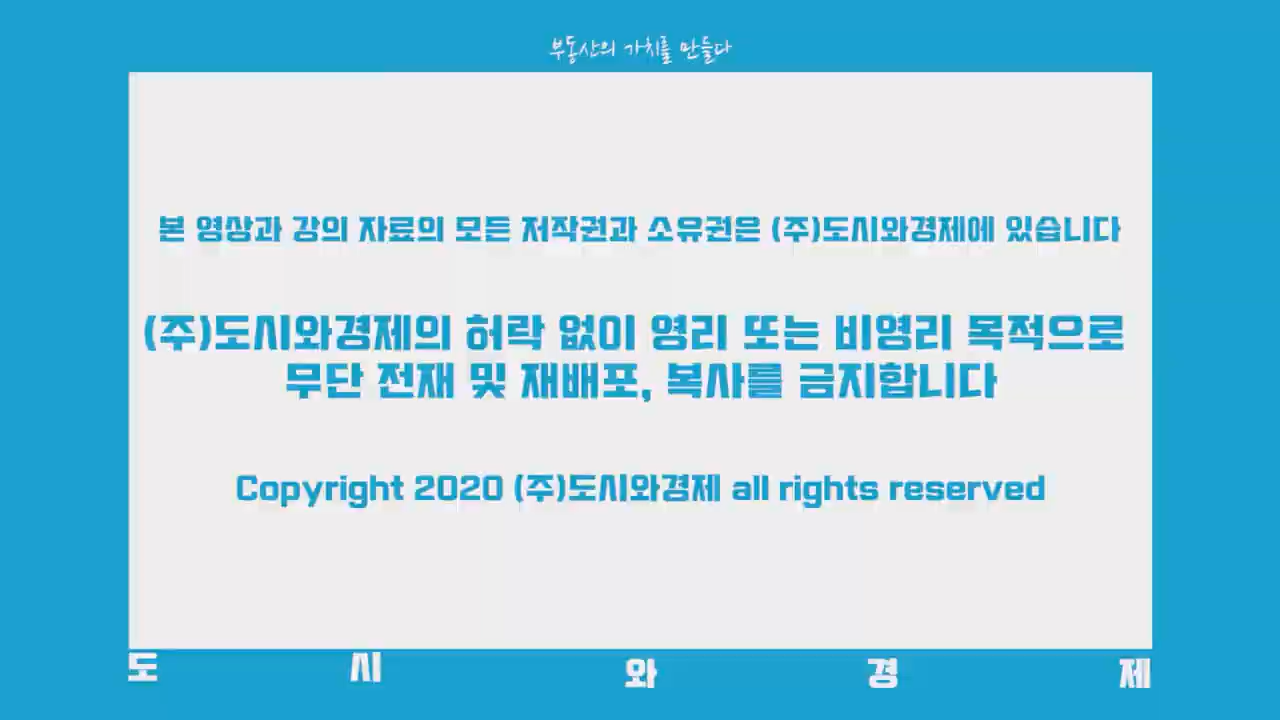 부동산의 가치를 만들다
본 영상과 강의 자료의 모든 저작권과 소유권은 (주)도시와경제에 있습니다
(주)도시와경제의 허락 없이 영리 또는 비영리 목적으로
무단 전재 및 재배포, 복사를 금지합니다
Copyright 2020 (주)도시와경제 all rights reserved
도 시 와 경 제